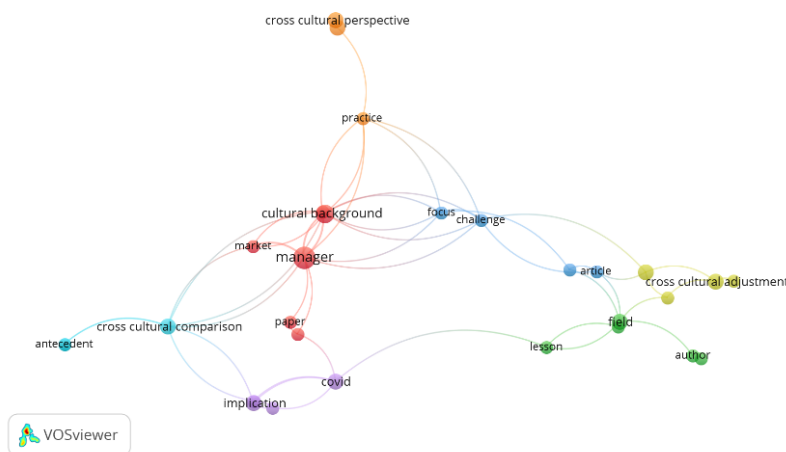 cross cultural perspective
practice
cultural background
focus
challenge
market
manager
article
cross cultural adjustment
cross cultural comparison
paper
field
antecedent
lesson
author
covid
implication
VOSviewer